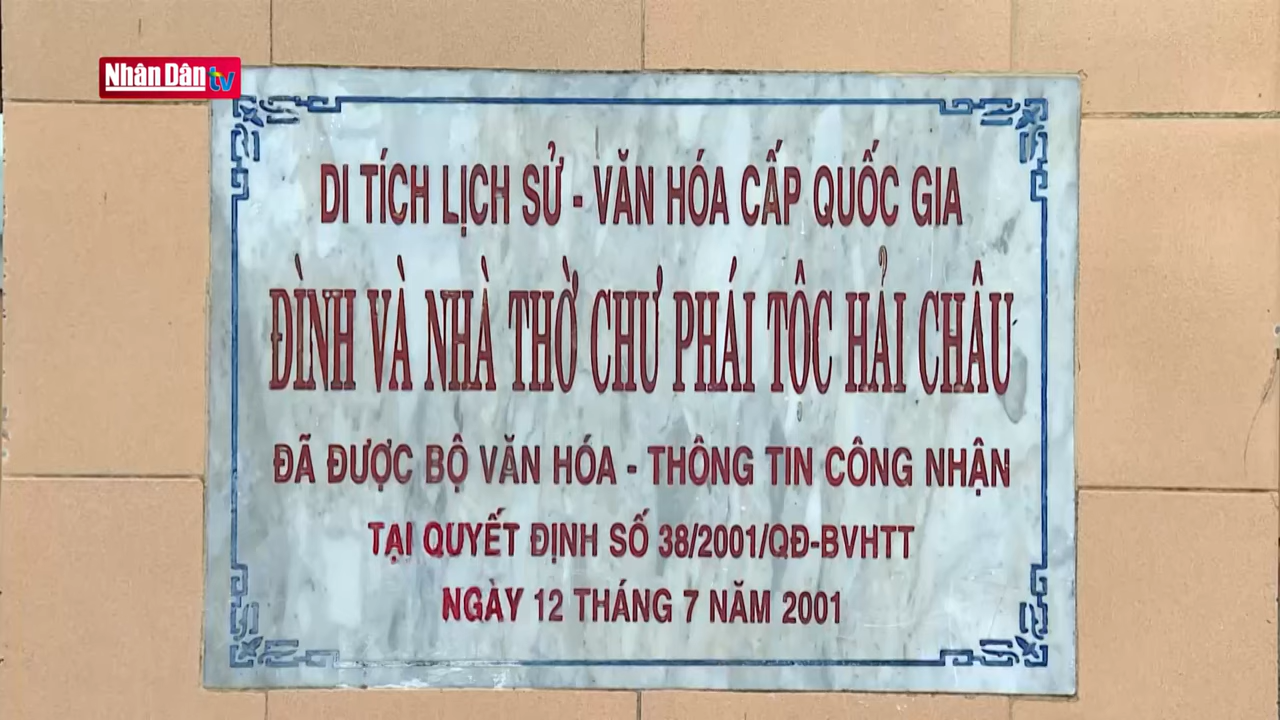 Nhân Dân tv
DI TÍCH LỊCH SỬ - VĂN HÓA CẤP QUỐC GIA
ĐÌNH VÀ NHÀ THỜ CHƯ PHÁI TỘC HẢI CHÂU
ĐÃ ĐƯỢC BỘ VĂN HÓA - THÔNG TIN CÔNG NHẬN
TẠI QUYẾT ĐỊNH SỐ 38/2001/QĐ-BVHTT
NGÀY 12 THÁNG 7 NĂM 2001